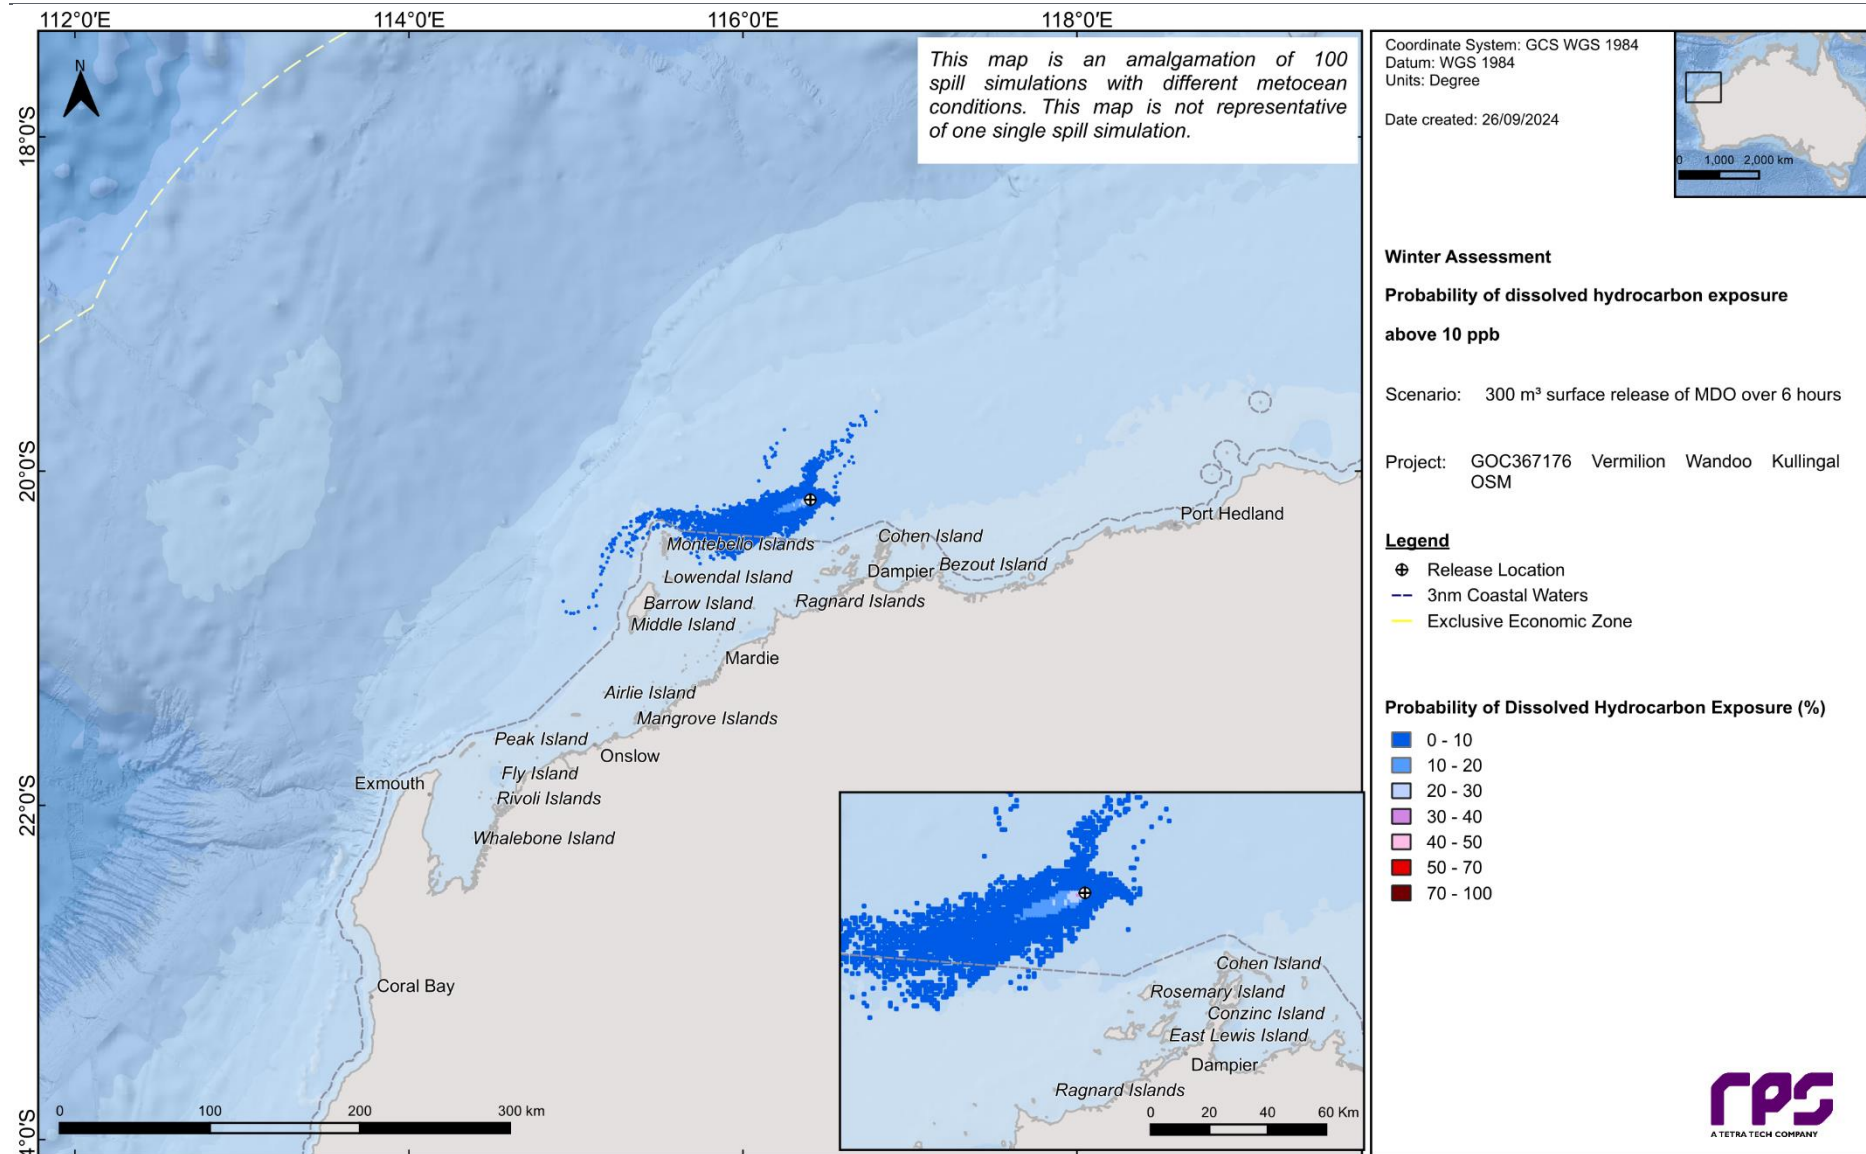 112°0'E
114°0'E
116°0'E
118°0'E
18°0'S
20°0'S
22°0'S
4°0'S
N
This map is an amalgamation of 100
spill simulations with different metocean
conditions. This map is not representative
of one single spill simulation.
Montebello Islands
Cohen Island
Port Hedland
Lowendal Island
Dampier
Bezout Island
Barrow Island
Ragnard Islands
Middle Island
Mardie
Airlie Island
Mangrove Islands
Peak Island
Onslow
Exmouth
Fly Island
Rivoli Islands
Whalebone Island
Coral Bay
0 100 200 300 km
Cohen Island
Rosemary Island
Conzinc Island
East Lewis Island
Dampier
Ragnard Islands
0 20 40 60 Km
Coordinate System: GCS WGS 1984
Datum: WGS 1984
Units: Degree
Date created: 26/09/2024
0 1,000 2,000 km
Winter Assessment
Probability of dissolved hydrocarbon exposure
above 10 ppb
Scenario: 300 m³ surface release of MDO over 6 hours
Project: GOC367176 Vermilion Wandoo Kullingal
OSM
Legend
Release Location
3nm Coastal Waters
Exclusive Economic Zone
Probability of Dissolved Hydrocarbon Exposure (%)
0 - 10
10 - 20
20 - 30
30 - 40
40 - 50
50 - 70
70 - 100
rps
A TETRA TECH COMPANY